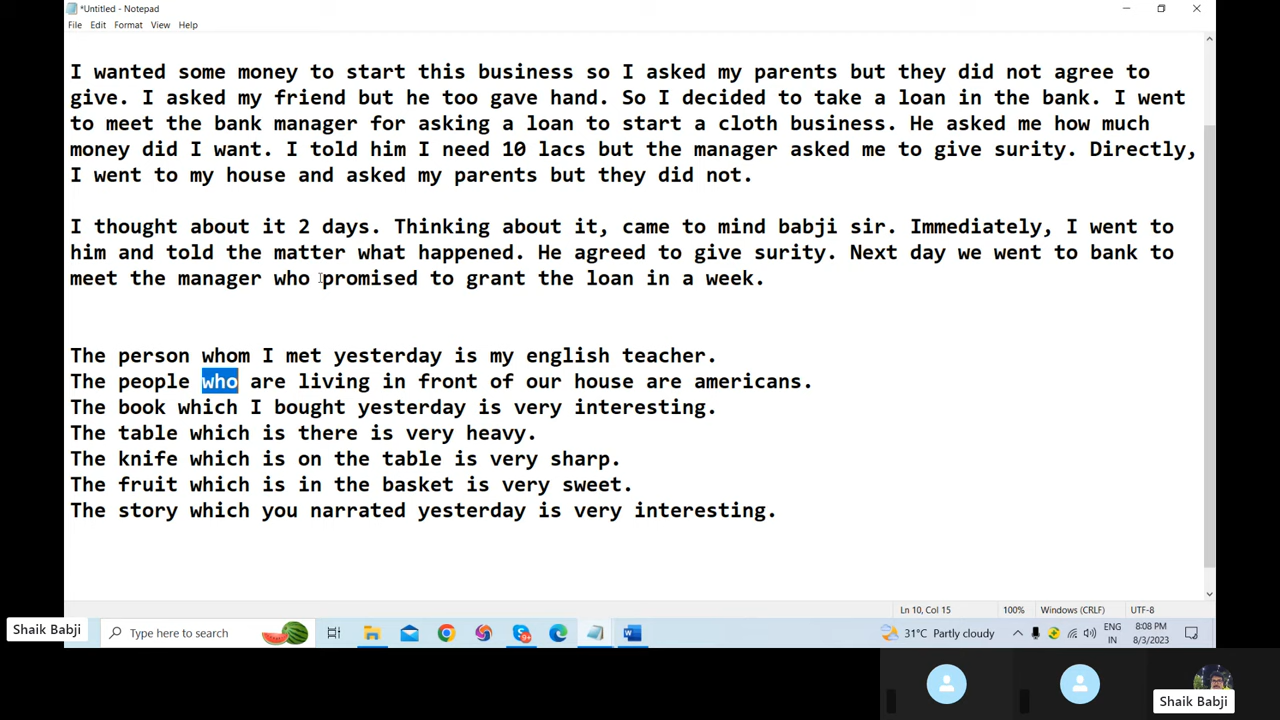 *Untitled - Notepad
File Edit Format View Help
I wanted some money to start this business so I asked my parents but they did not agree to
give. I asked my friend but he too gave hand. So I decided to take a loan in the bank. I went
to meet the bank manager for asking a loan to start a cloth business. He asked me how much
money did I want. I told him I need 10 lacs but the manager asked me to give surity. Directly,
I went to my house and asked my parents but they did not.
I thought about it 2 days. Thinking about it, came to mind babji sir. Immediately, I went to
him and told the matter what happened. He agreed to give surity. Next day we went to bank to
meet the manager who promised to grant the loan in a week.
The person whom I met yesterday is my english teacher.
The people who are living in front of our house are americans.
The book which I bought yesterday is very interesting.
The table which is there is very heavy.
The knife which is on the table is very sharp.
The fruit which is in the basket is very sweet.
The story which you narrated yesterday is very interesting.
Ln 10, Col 15 100% Windows (CRLF) UTF-8
Shaik Babji
Type here to search
31°C Partly cloudy
ENG
IN
8:08 PM
8/3/2023
Shaik Babji